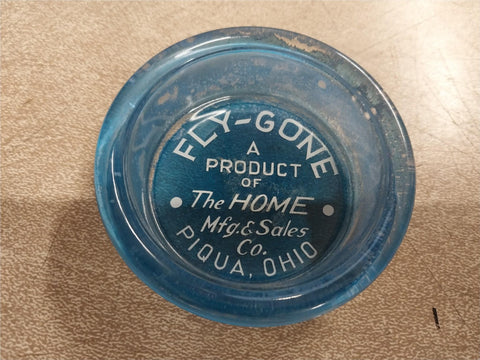 FLY-GONE
A
PRODUCT
OF
The HOME
Mfg. & Sales
Co.
PIQUA, OHIO